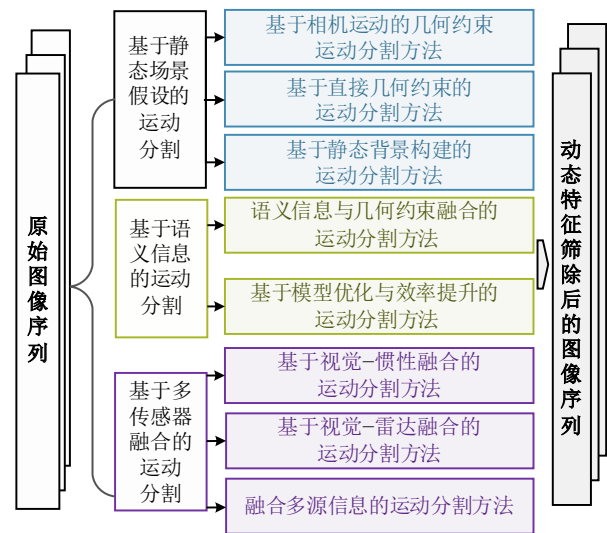 原始图像序列
基于静
态场景
假设的
运动
分割
基于相机运动的几何约束
运动分割方法
基于直接几何约束的
运动分割方法
基于静态背景构建的
运动分割方法
基于语
义信息
的运动
分割
语义信息与几何约束融合的
运动分割方法
基于模型优化与效率提升的
运动分割方法
基于多
传感器
融合的
运动
分割
基于视觉–惯性融合的
运动分割方法
基于视觉–雷达融合的
运动分割方法
融合多源信息的运动分割方法
动态特征筛除后的图像序列